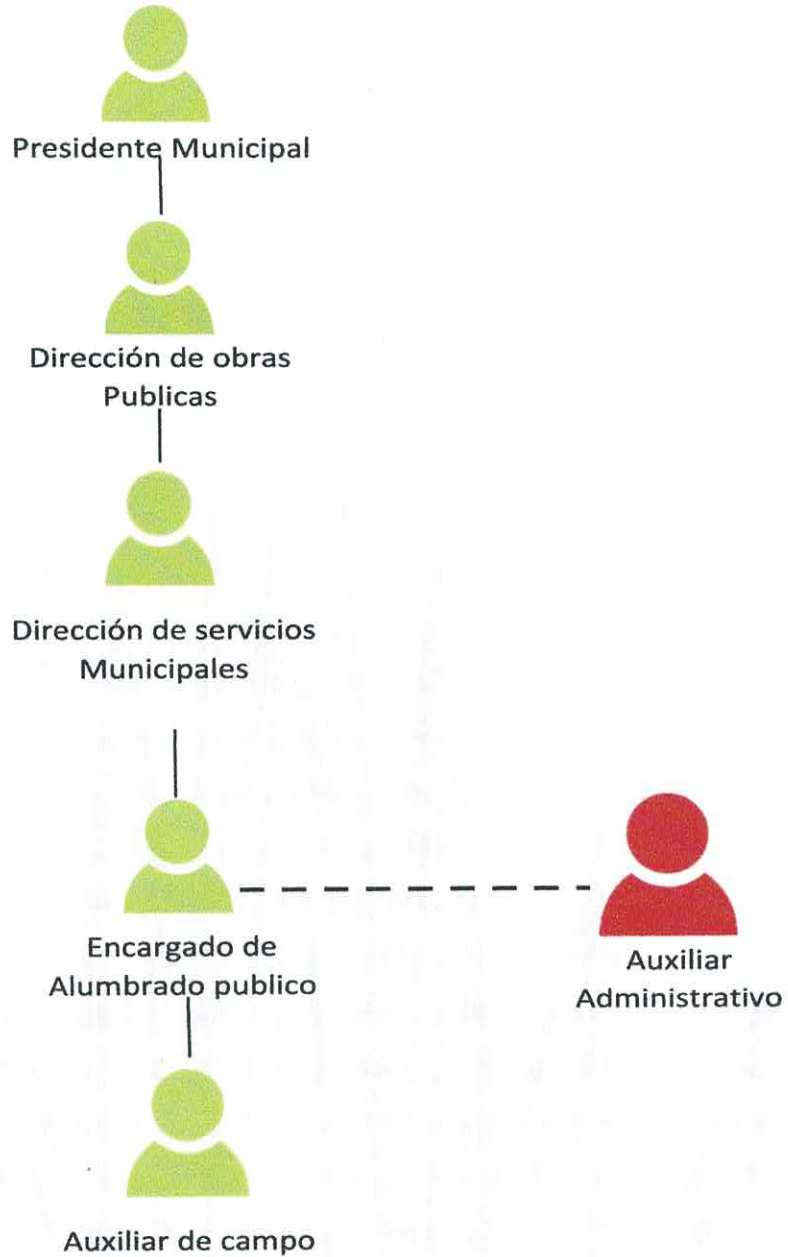 Presidente Municipal
Dirección de obras
Publicas
Dirección de servicios
Municipales
Encargado de
Alumbrado publico
Auxiliar
Administrativo
Auxiliar de campo